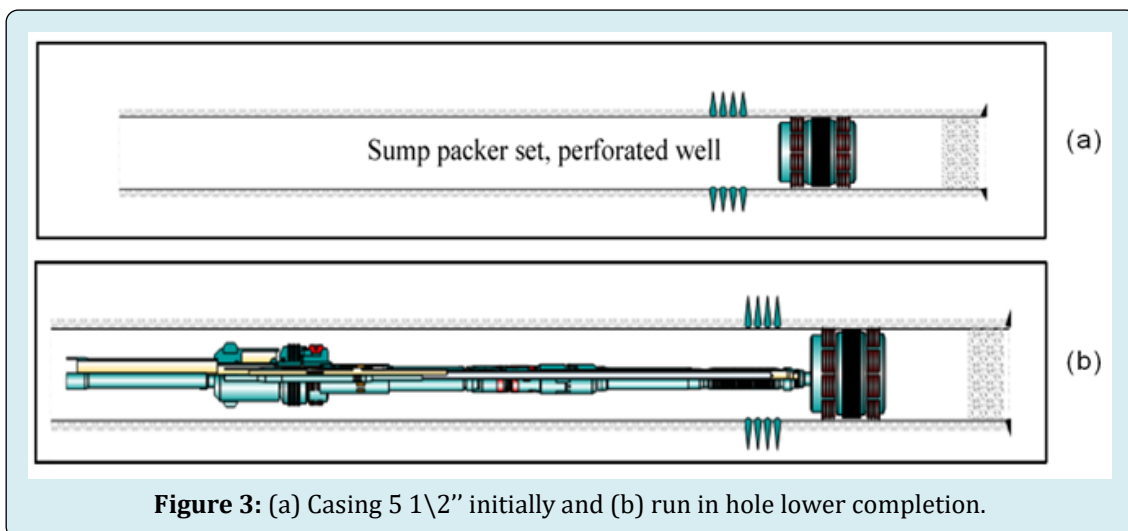 Sump packer set, perforated well
(a)
(b)
Figure 3: (a) Casing 5 1\2’’ initially and (b) run in hole lower completion.